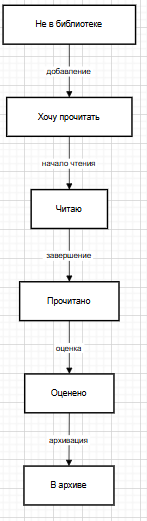 Не в библиотеке
добавление
Хочу прочитать
начало чтения
Читаю
завершение
Прочитано
оценка
Оценено
архивация
В архиве